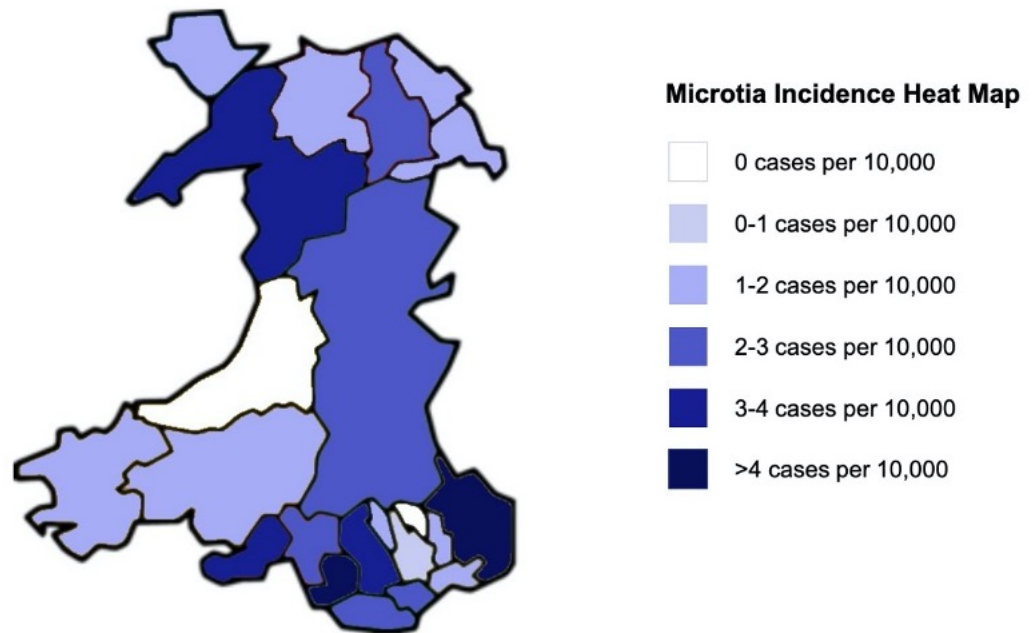 Microtia Incidence Heat Map
0 cases per 10,000
0-1 cases per 10,000
1-2 cases per 10,000
2-3 cases per 10,000
3-4 cases per 10,000
>4 cases per 10,000